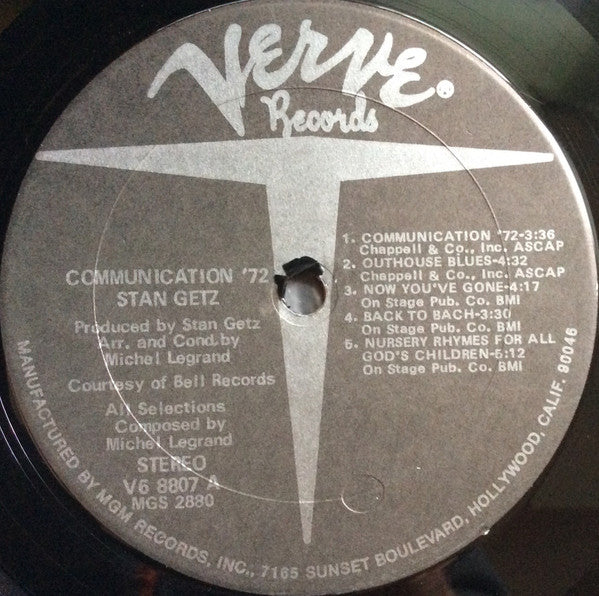 VERVE®
Records
COMMUNICATION '72
STAN GETZ
Produced by Stan Getz
Arr. and Cond. by
Michel Legrand
Courtesy of Bell Records
All Selections
Composed by
Michel Legrand
STEREO
V6 8807 A
MGS 2880
1. COMMUNICATION '72-3:36
Chappell & Co., Inc. ASCAP
2. OUTHOUSE BLUES-4:32
Chappell & Co., Inc. ASCAP
3. NOW YOU'VE GONE-4:17
On Stage Pub. Co. BMI
4. BACK TO BACH-3:30
On Stage Pub. Co. BMI
5. NURSERY RHYMES FOR ALL
GOD'S CHILDREN-5:12
On Stage Pub. Co. BMI
MANUFACTURED BY MGM RECORDS, INC., 7165 SUNSET BOULEVARD, HOLLYWOOD, CALIF. 90046